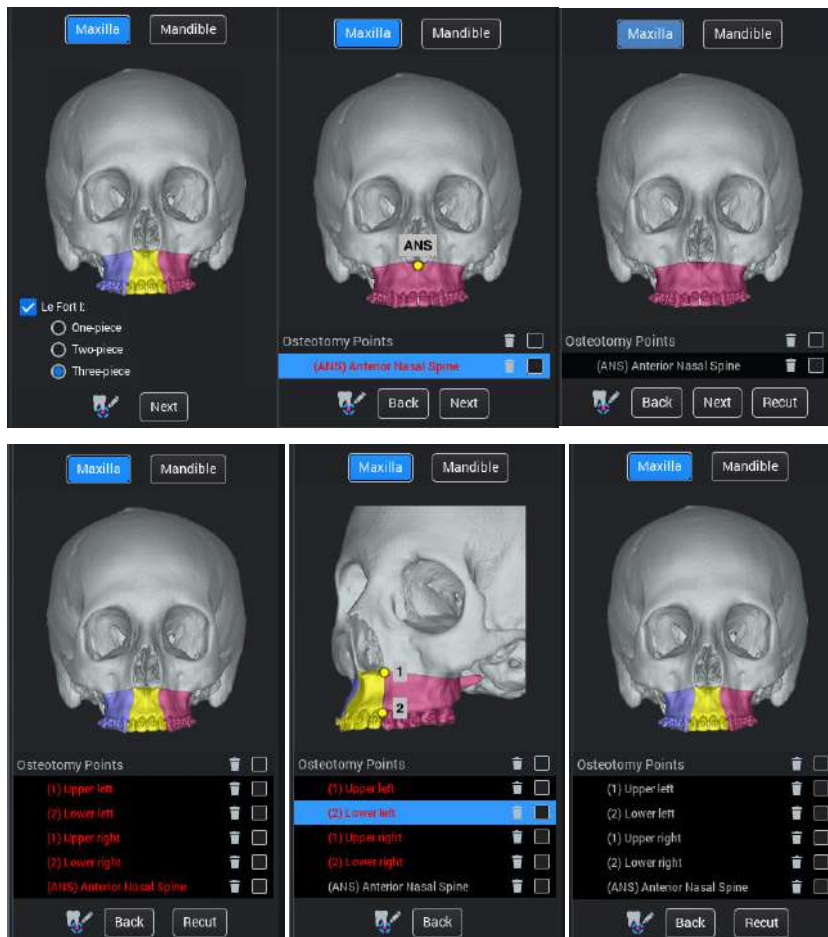 Maxilla Mandible
Le Fort I:
One-piece
Two-piece
Three-piece
Next
Maxilla Mandible
ANS
Osteotomy Points
(ANS) Anterior Nasal Spine
Back Next
Maxilla Mandible
Osteotomy Points
(ANS) Anterior Nasal Spine
Back Next Recut
Maxilla Mandible
Osteotomy Points
(1) Upper left
(2) Lower left
(1) Upper right
(2) Lower right
(ANS) Anterior Nasal Spine
Back Recut
Maxilla Mandible
1
2
Osteotomy Points
(1) Upper left
(2) Lower left
(1) Upper right
(2) Lower right
(ANS) Anterior Nasal Spine
Back
Maxilla Mandible
Osteotomy Points
(1) Upper left
(2) Lower left
(1) Upper right
(2) Lower right
(ANS) Anterior Nasal Spine
Back Recut